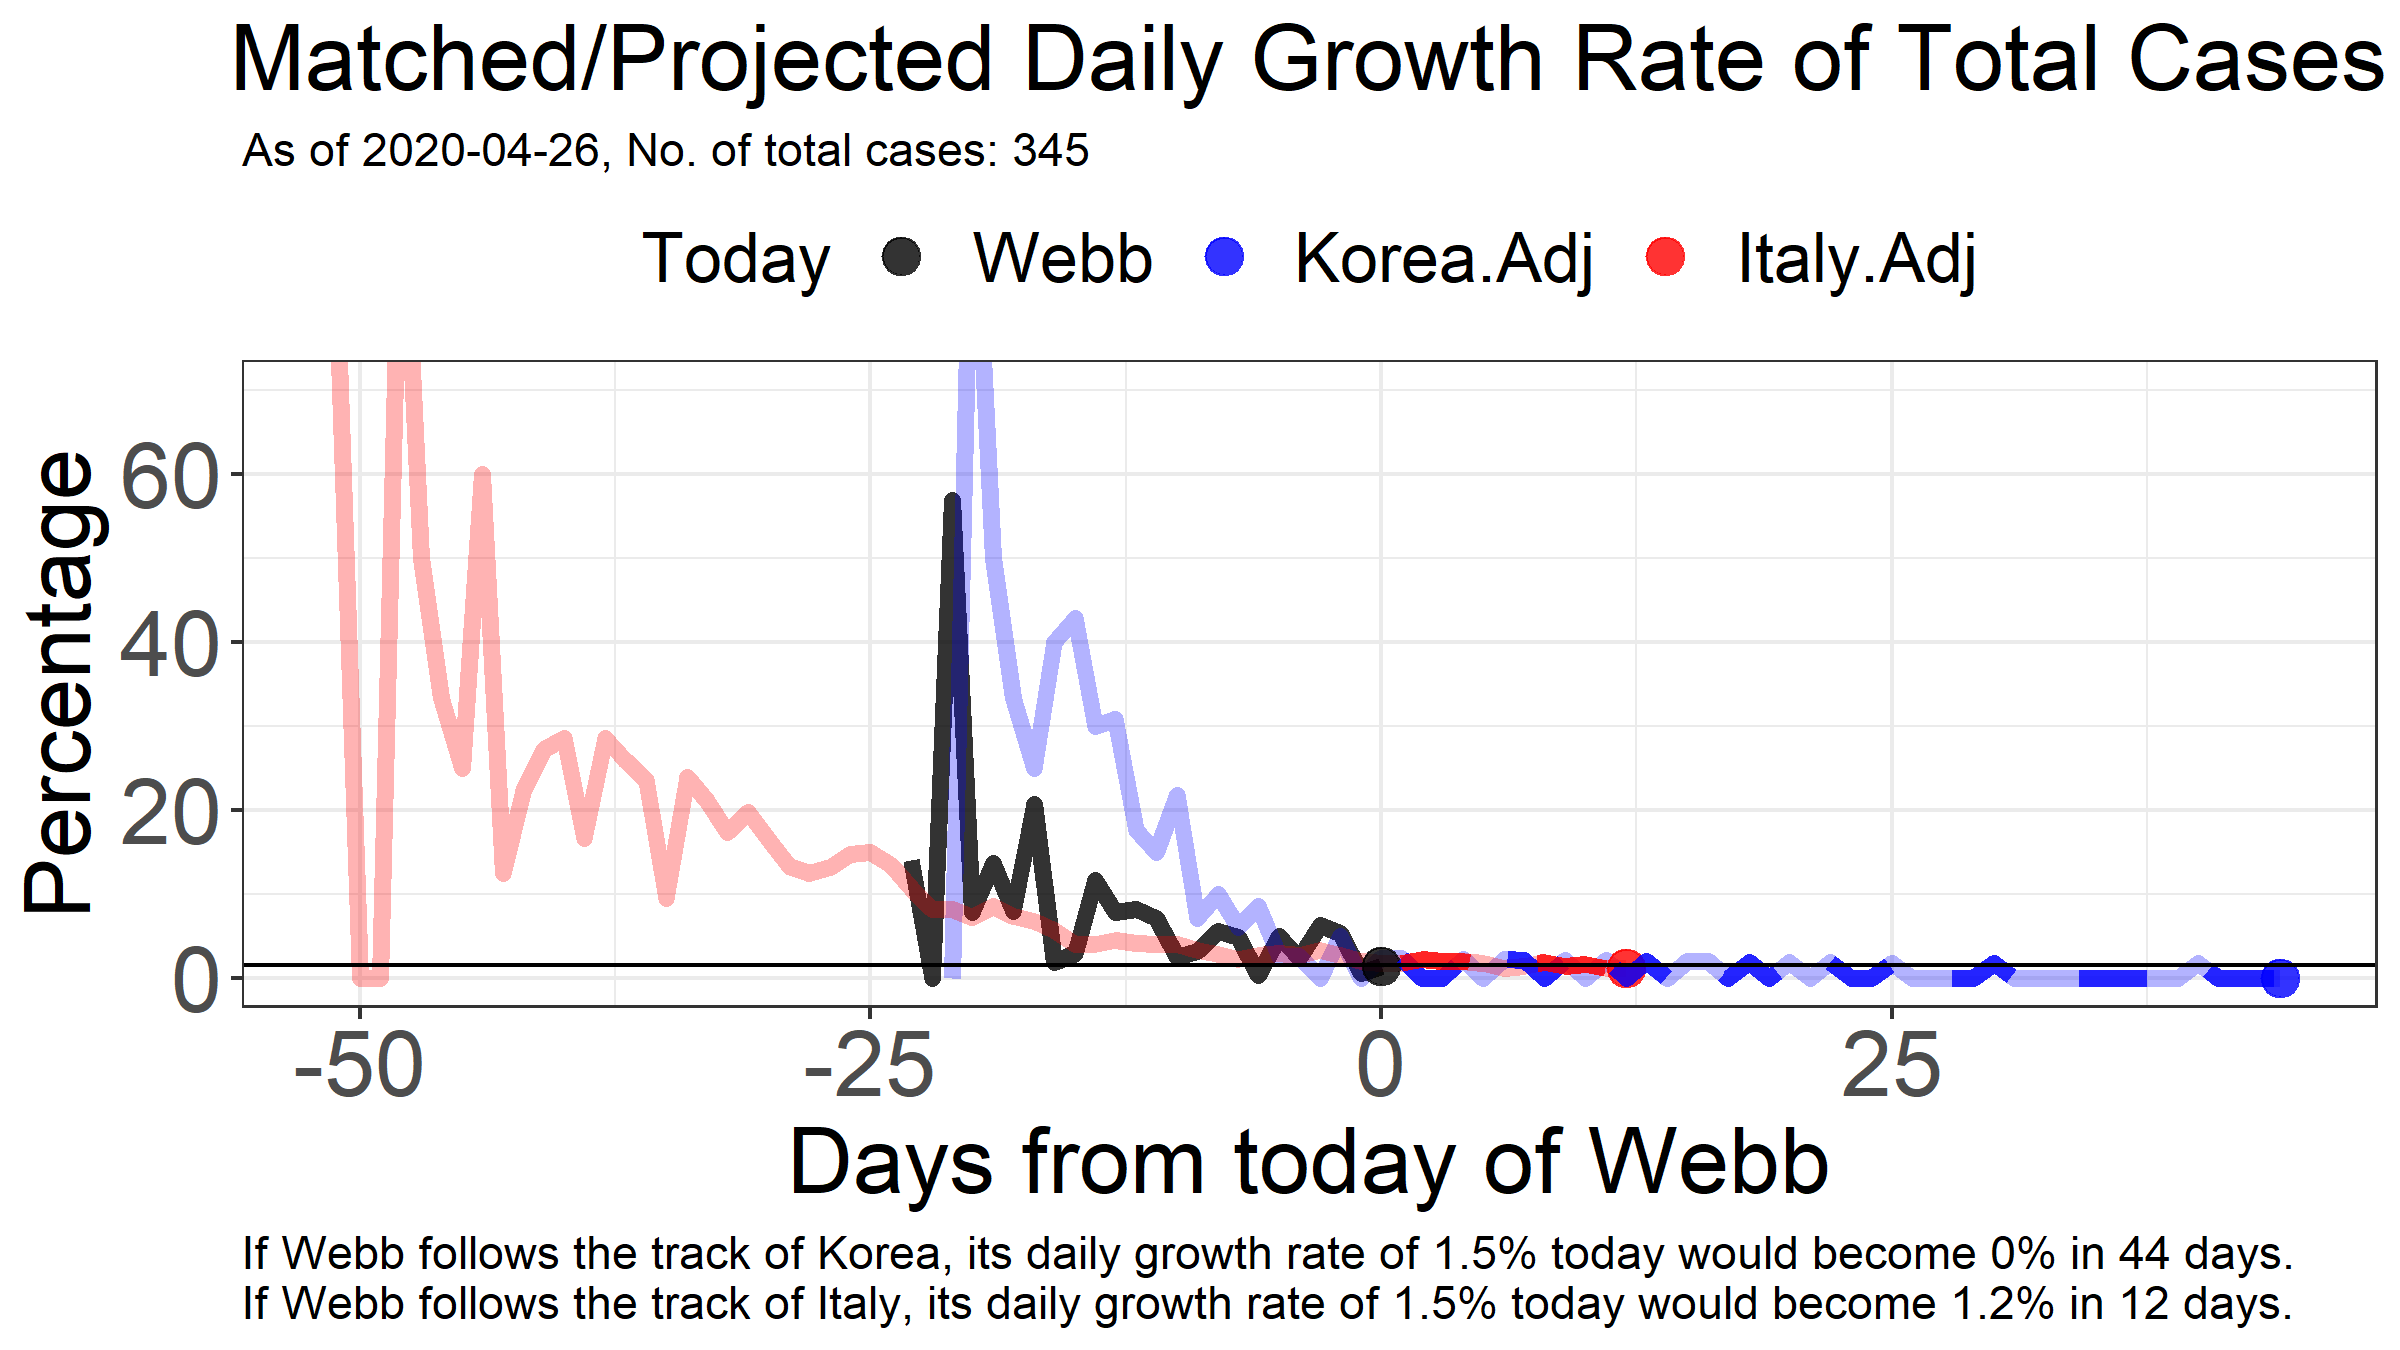 Matched/Projected Daily Growth Rate of Total Cases
As of 2020-04-26, No. of total cases: 345
Today Webb Korea.Adj Italy.Adj
Percentage
60
40
20
0
-50 -25 0 25
Days from today of Webb
If Webb follows the track of Korea, its daily growth rate of 1.5% today would become 0% in 44 days.
If Webb follows the track of Italy, its daily growth rate of 1.5% today would become 1.2% in 12 days.